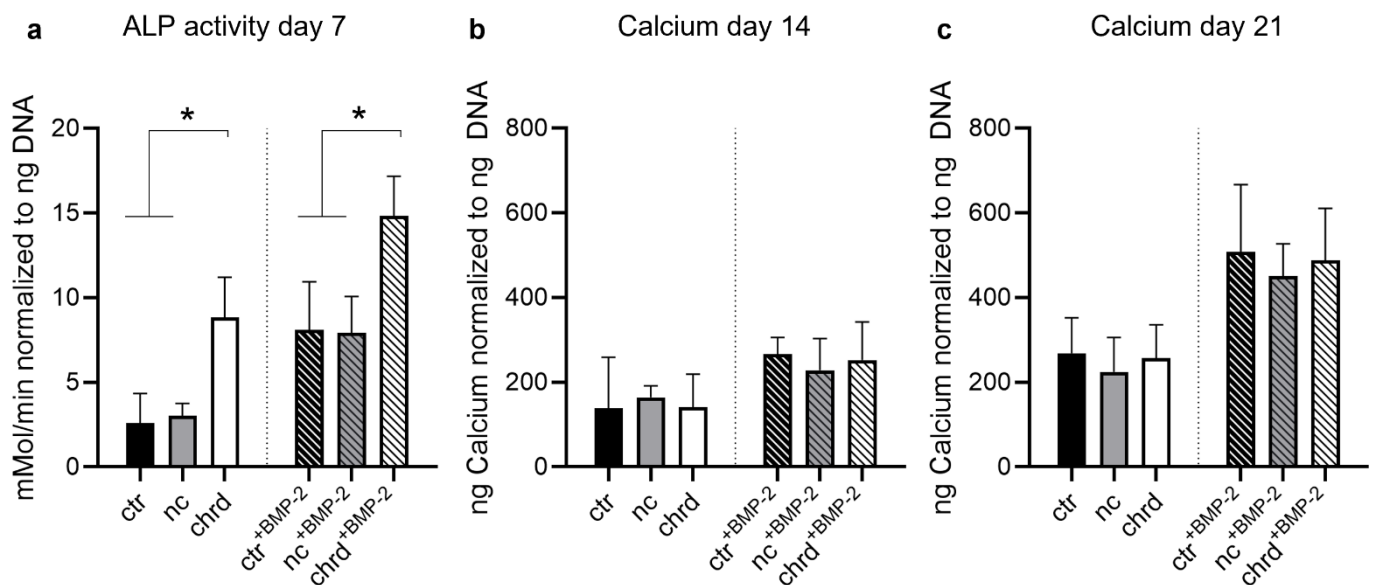 a ALP activity day 7
mMol/min normalized to ng DNA
20
15
10
5
0
*
*
ctr
nc
chrd
ctr+BMP-2
nc+BMP-2
chrd+BMP-2
b Calcium day 14
ng Calcium normalized to ng DNA
800
600
400
200
0
ctr
nc
chrd
ctr+BMP-2
nc+BMP-2
chrd+BMP-2
c Calcium day 21
ng Calcium normalized to ng DNA
800
600
400
200
0
ctr
nc
chrd
ctr+BMP-2
nc+BMP-2
chrd+BMP-2